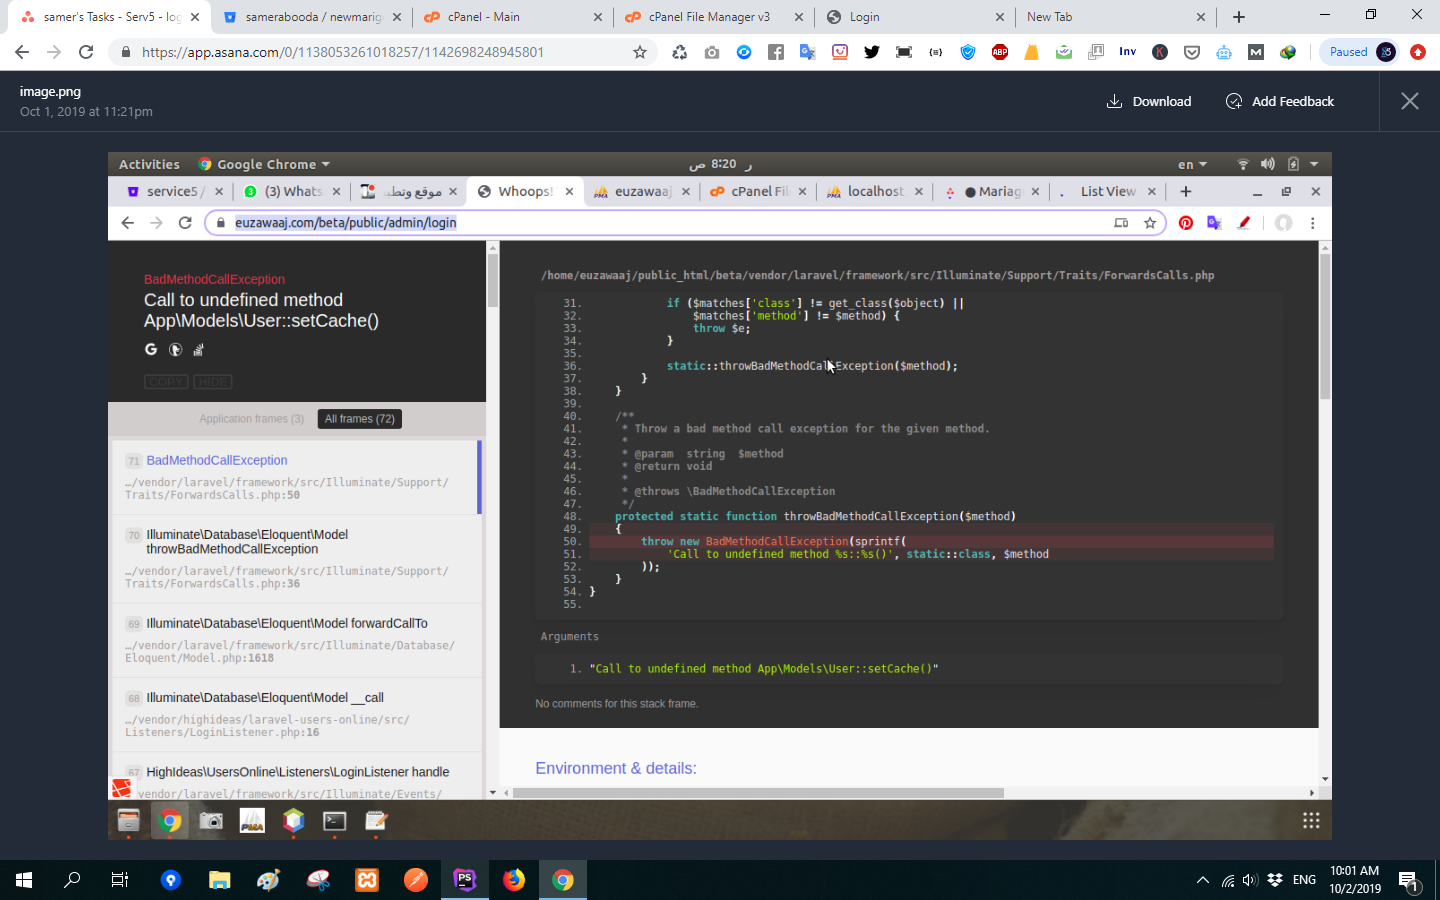 samer's Tasks - Serv5 - log
samerabooda / newmarig
cPanel - Main
cPanel File Manager v3
Login
New Tab
https://app.asana.com/0/1138053261018257/1142698248945801
Inv
Paused
image.png
Oct 1, 2019 at 11:21pm
Download
Add Feedback
Activities
Google Chrome
ر 8:20 ص
en
service5 /
(3) Whats
موقع وتطبي
Whoops!
euzawaaj
cPanel Fil
localhost
Mariag
List View
euzawaaj.com/beta/public/admin/login
BadMethodCallException
Call to undefined method
App\Models\User::setCache()
COPY HIDE
Application frames (3)
All frames (72)
71 BadMethodCallException
…/vendor/laravel/framework/src/Illuminate/Support/
Traits/ForwardsCalls.php:50
70 Illuminate\Database\Eloquent\Model
throwBadMethodCallException
…/vendor/laravel/framework/src/Illuminate/Support/
Traits/ForwardsCalls.php:36
69 Illuminate\Database\Eloquent\Model forwardCallTo
…/vendor/laravel/framework/src/Illuminate/Database/
Eloquent/Model.php:1618
68 Illuminate\Database\Eloquent\Model __call
…/vendor/highideas/laravel-users-online/src/
Listeners/LoginListener.php:16
67 HighIdeas\UsersOnline\Listeners\LoginListener handle
vendor/laravel/framework/src/Illuminate/Events/
/home/euzawaaj/public_html/beta/vendor/laravel/framework/src/Illuminate/Support/Traits/ForwardsCalls.php
31. if ($matches['class'] != get_class($object) ||
32. $matches['method'] != $method) {
33. throw $e;
34. }
35.
36. static::throwBadMethodCallException($method);
37. }
38. }
39.
40. /**
41. * Throw a bad method call exception for the given method.
42. *
43. * @param  string  $method
44. * @return void
45. *
46. * @throws \BadMethodCallException
47. */
48. protected static function throwBadMethodCallException($method)
49. {
50. throw new BadMethodCallException(sprintf(
51. 'Call to undefined method %s::%s()', static::class, $method
52. ));
53. }
54. }
55.
Arguments
1. "Call to undefined method App\Models\User::setCache()"
No comments for this stack frame.
Environment & details:
ENG
10:01 AM
10/2/2019
1